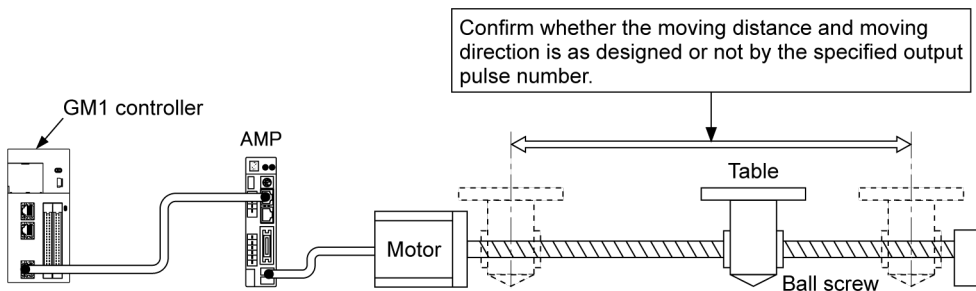 Confirm whether the moving distance and moving
direction is as designed or not by the specified output
pulse number.
GM1 controller
AMP
Table
Motor
Ball screw